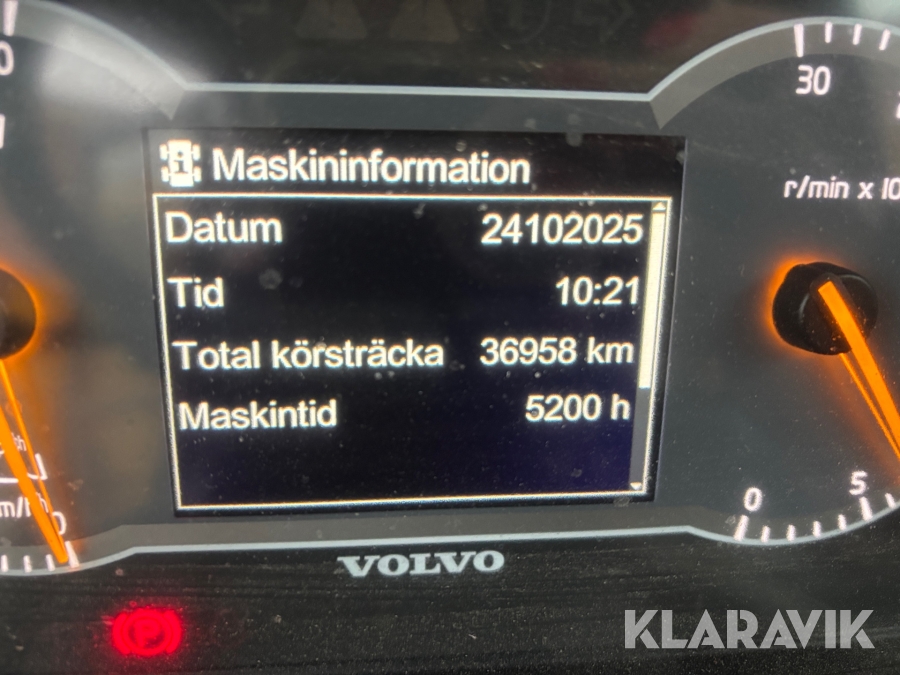 Maskininformation
Datum 24102025
Tid 10:21
Total körsträcka 36958 km
Maskintid 5200 h
30
r/min x 10
0
5
0
VOLVO
P
KLARAVIK